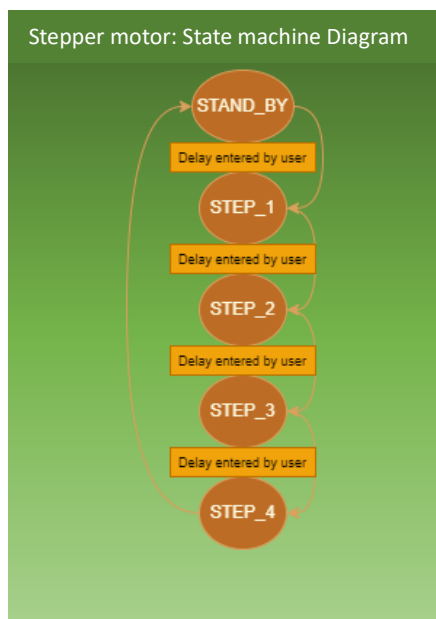 Stepper motor: State machine Diagram
STAND_BY
Delay entered by user
STEP_1
Delay entered by user
STEP_2
Delay entered by user
STEP_3
Delay entered by user
STEP_4